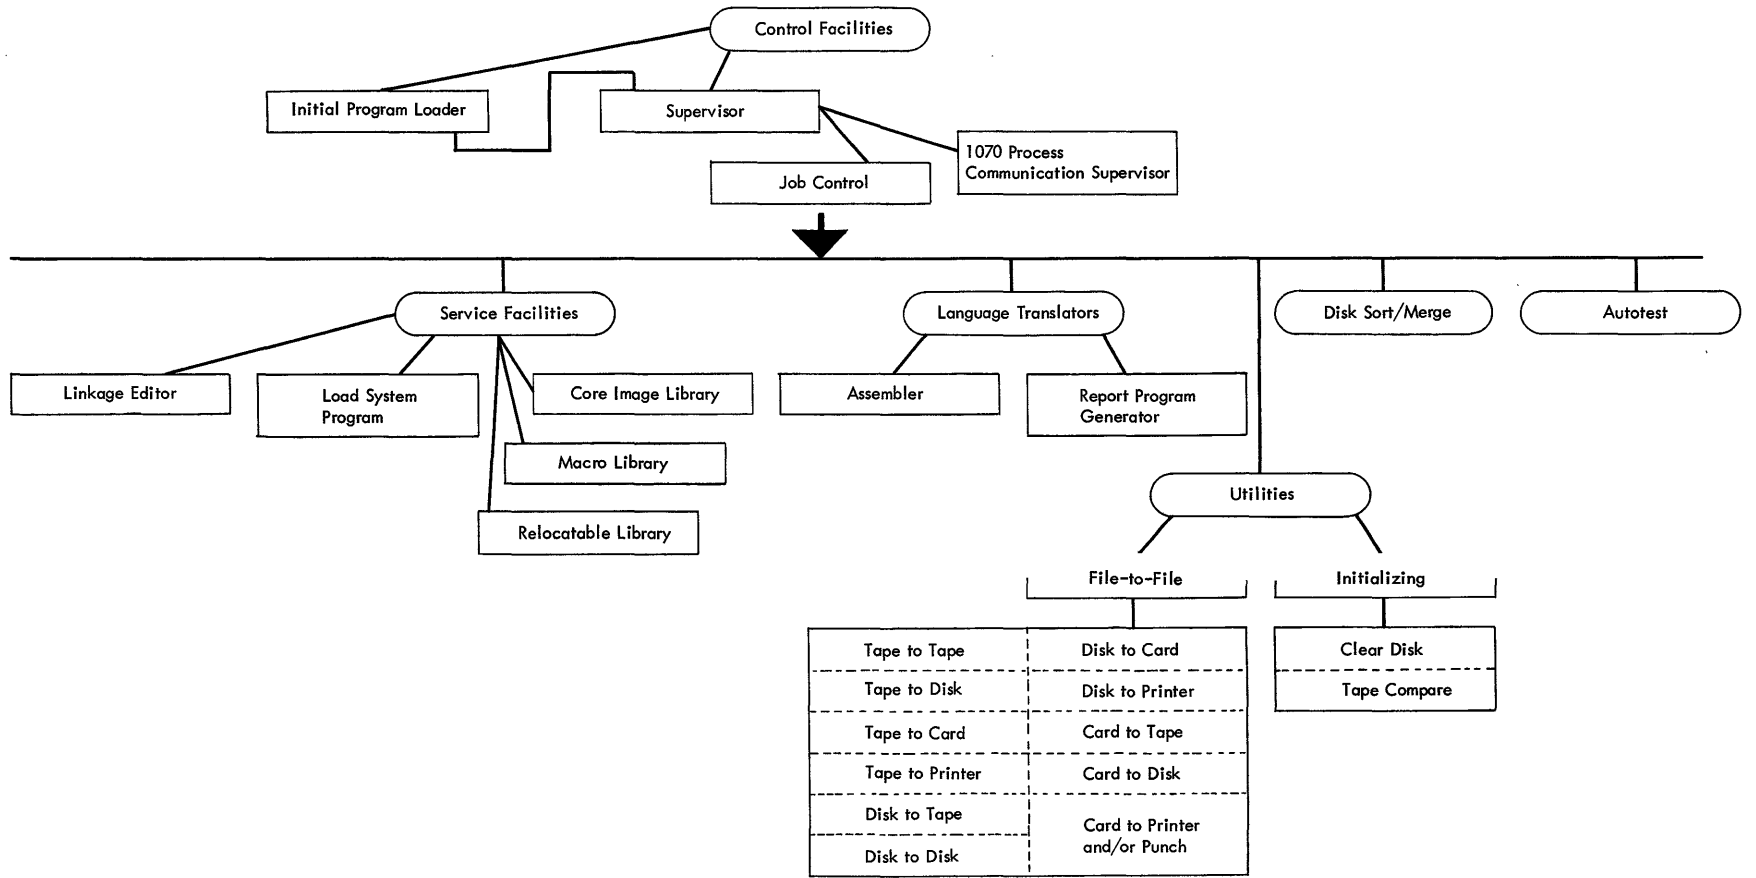 Control Facilities
Initial Program Loader
Supervisor
1070 Process
Communication Supervisor
Job Control
Service Facilities
Language Translators
Disk Sort/Merge
Autotest
Linkage Editor
Load System
Program
Core Image Library
Assembler
Report Program
Generator
Macro Library
Relocatable Library
Utilities
File-to-File
Initializing
Tape to Tape
Disk to Card
Clear Disk
Tape to Disk
Disk to Printer
Tape Compare
Tape to Card
Card to Tape
Tape to Printer
Card to Disk
Disk to Tape
Card to Printer
and/or Punch
Disk to Disk